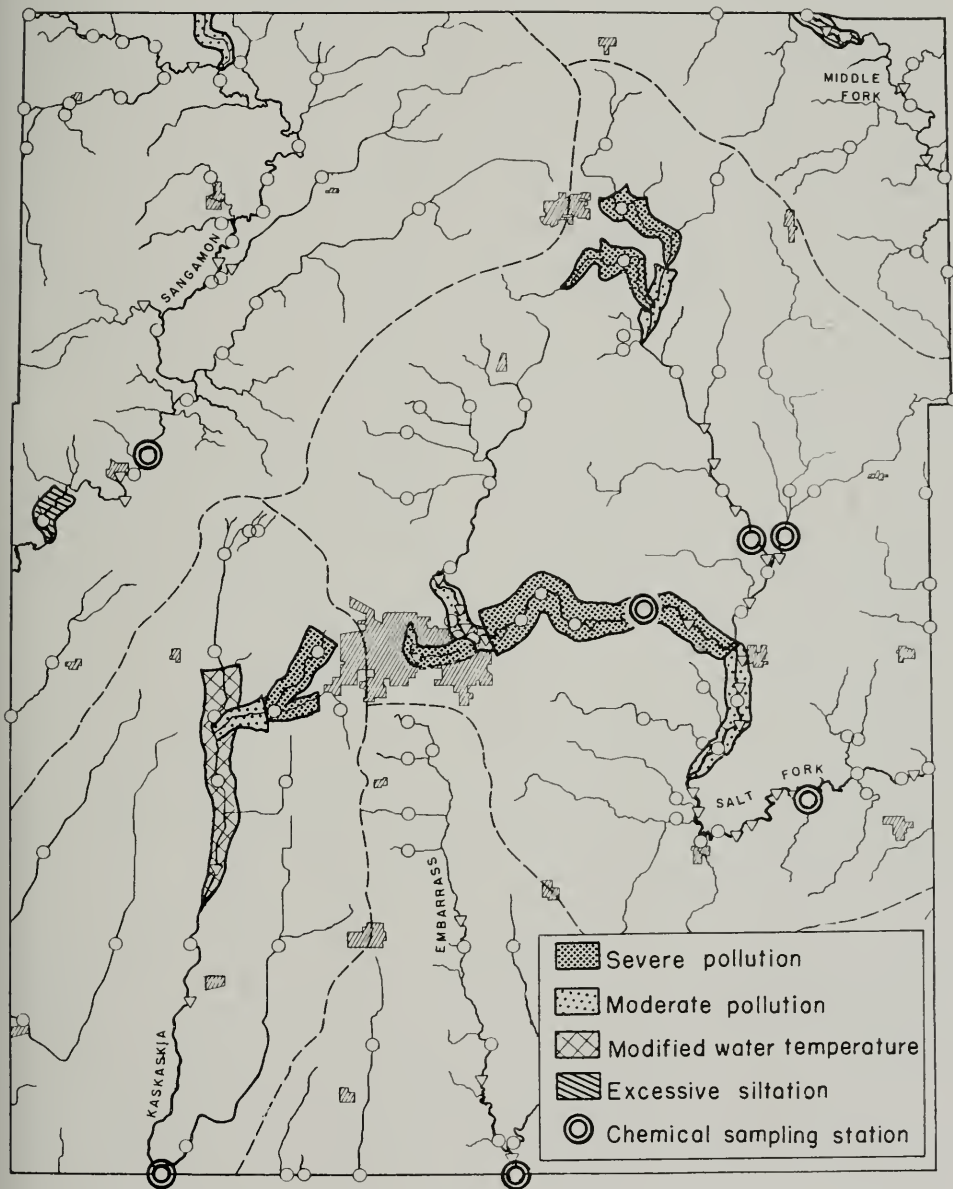 MIDDLE
FORK
SANGAMON
SALT FORK
EMBARRASS
KASKASKIA
Severe pollution
Moderate pollution
Modified water temperature
Excessive siltation
Chemical sampling station